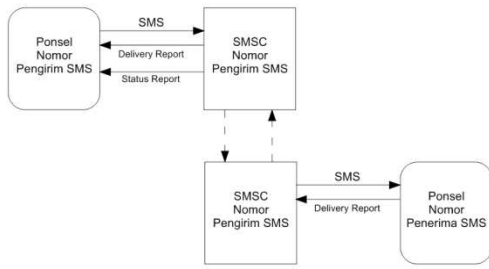 Ponsel
Nomor
Pengirim SMS
SMS
Delivery Report
Status Report
SMSC
Nomor
Pengirim SMS
SMSC
Nomor
Pengirim SMS
SMS
Delivery Report
Ponsel
Nomor
Penerima SMS